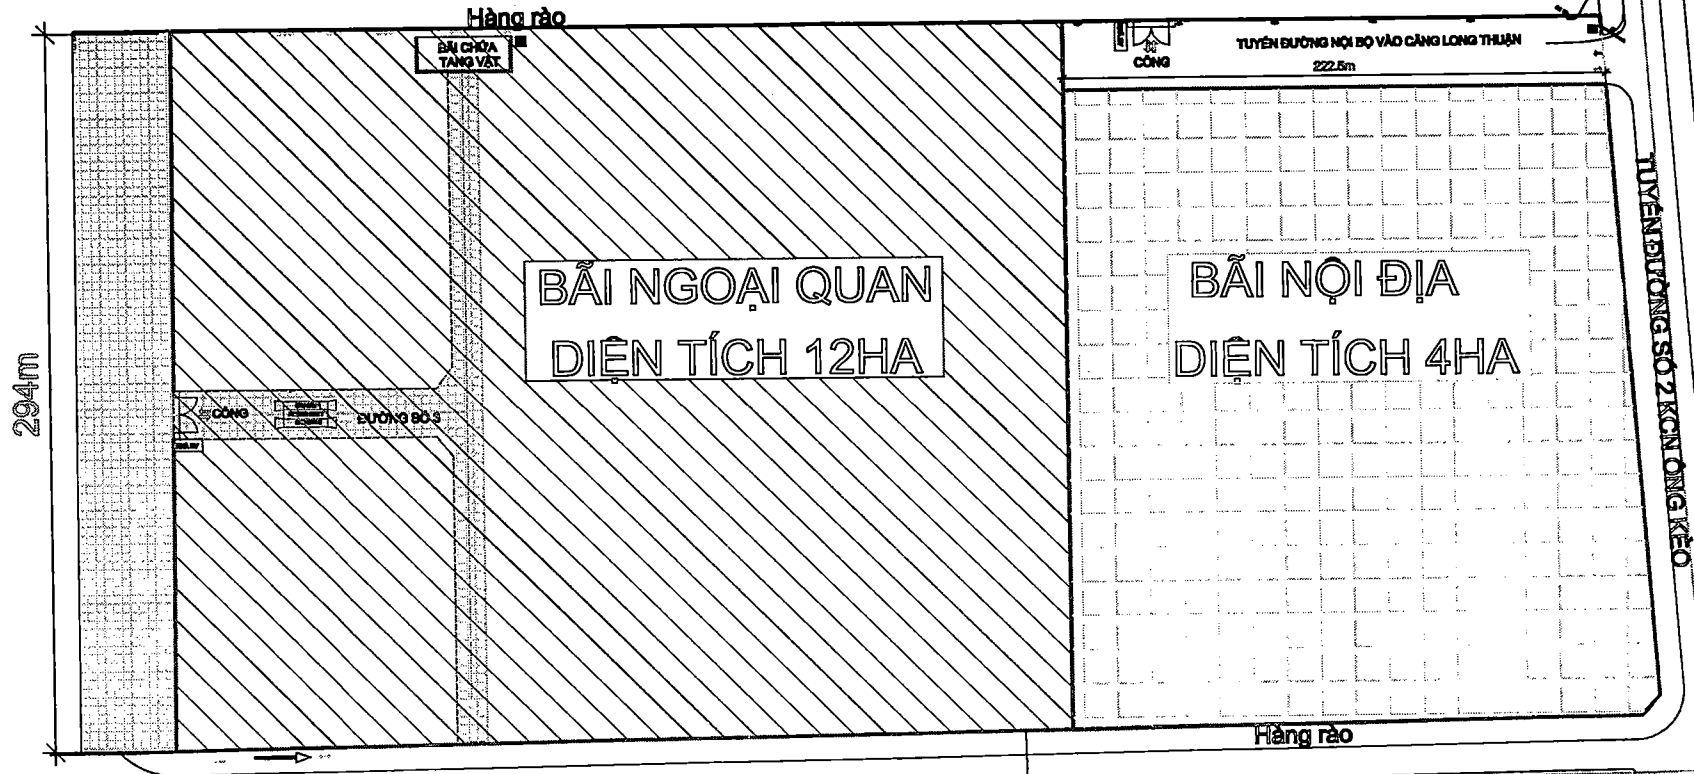 Hàng rào
BÃI CHỨA
TANG VẬT
CỔNG
TUYẾN ĐƯỜNG NỘI BỘ VÀO CẢNG LONG THUẬN
222.5m
BÃI NGOẠI QUAN
DIỆN TÍCH 12HA
BÃI NỘI ĐỊA
DIỆN TÍCH 4HA
294m
CỔNG
ĐƯỜNG SỐ 3
TUYẾN ĐƯỜNG SỐ 2 KCN ÔNG KÈO
Hàng rào